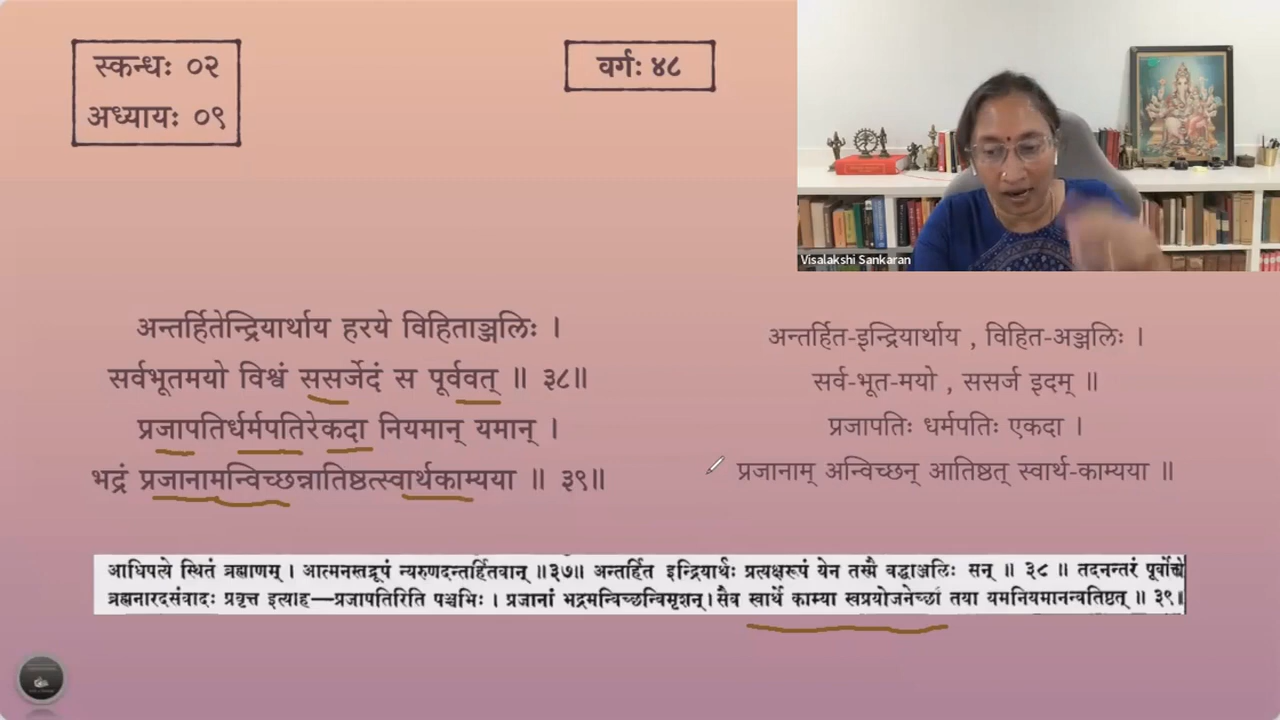 स्कन्धः ०२
अध्यायः ०९
वर्गः ४८
Visalakshi Sankaran
अन्तर्हितेन्द्रियार्थाय हरये विहिताञ्जलिः ।
सर्वभूतमयो विश्वं ससर्जेदं स पूर्ववत् ॥ ३८॥
प्रजापतिर्धर्मपतिरेकदा नियमान् यमान् ।
भद्रं प्रजानामन्विच्छन्नातिष्ठत्स्वार्थकाम्यया ॥ ३९॥
अन्तर्हित-इन्द्रियार्थाय , विहित-अञ्जलिः ।
सर्व-भूत-मयो , ससर्ज इदम् ॥
प्रजापतिः धर्मपतिः एकदा ।
प्रजानाम् अन्विच्छन् आतिष्ठत् स्वार्थ-काम्यया ॥
आधिपत्ये स्थितं ब्रह्माणम् । आत्मनस्तद्रूपं न्यरुणदन्तर्हितवान् ॥३७॥ अन्तर्हित इन्द्रियार्थः प्रत्यक्षरूपं येन तस्मै बद्धाञ्जलिः सन् ॥ ३८ ॥ तदनन्तरं पूर्वोक्तो
ब्रह्मनारदसंवादः प्रवृत्त इत्याह—प्रजापतिरिति पञ्चभिः । प्रजानां भद्रमन्विच्छन्विमृशन् । सैव स्वार्थे काम्या स्वप्रयोजनेच्छा तया यमनियमानन्वतिष्ठत् ॥ ३९॥